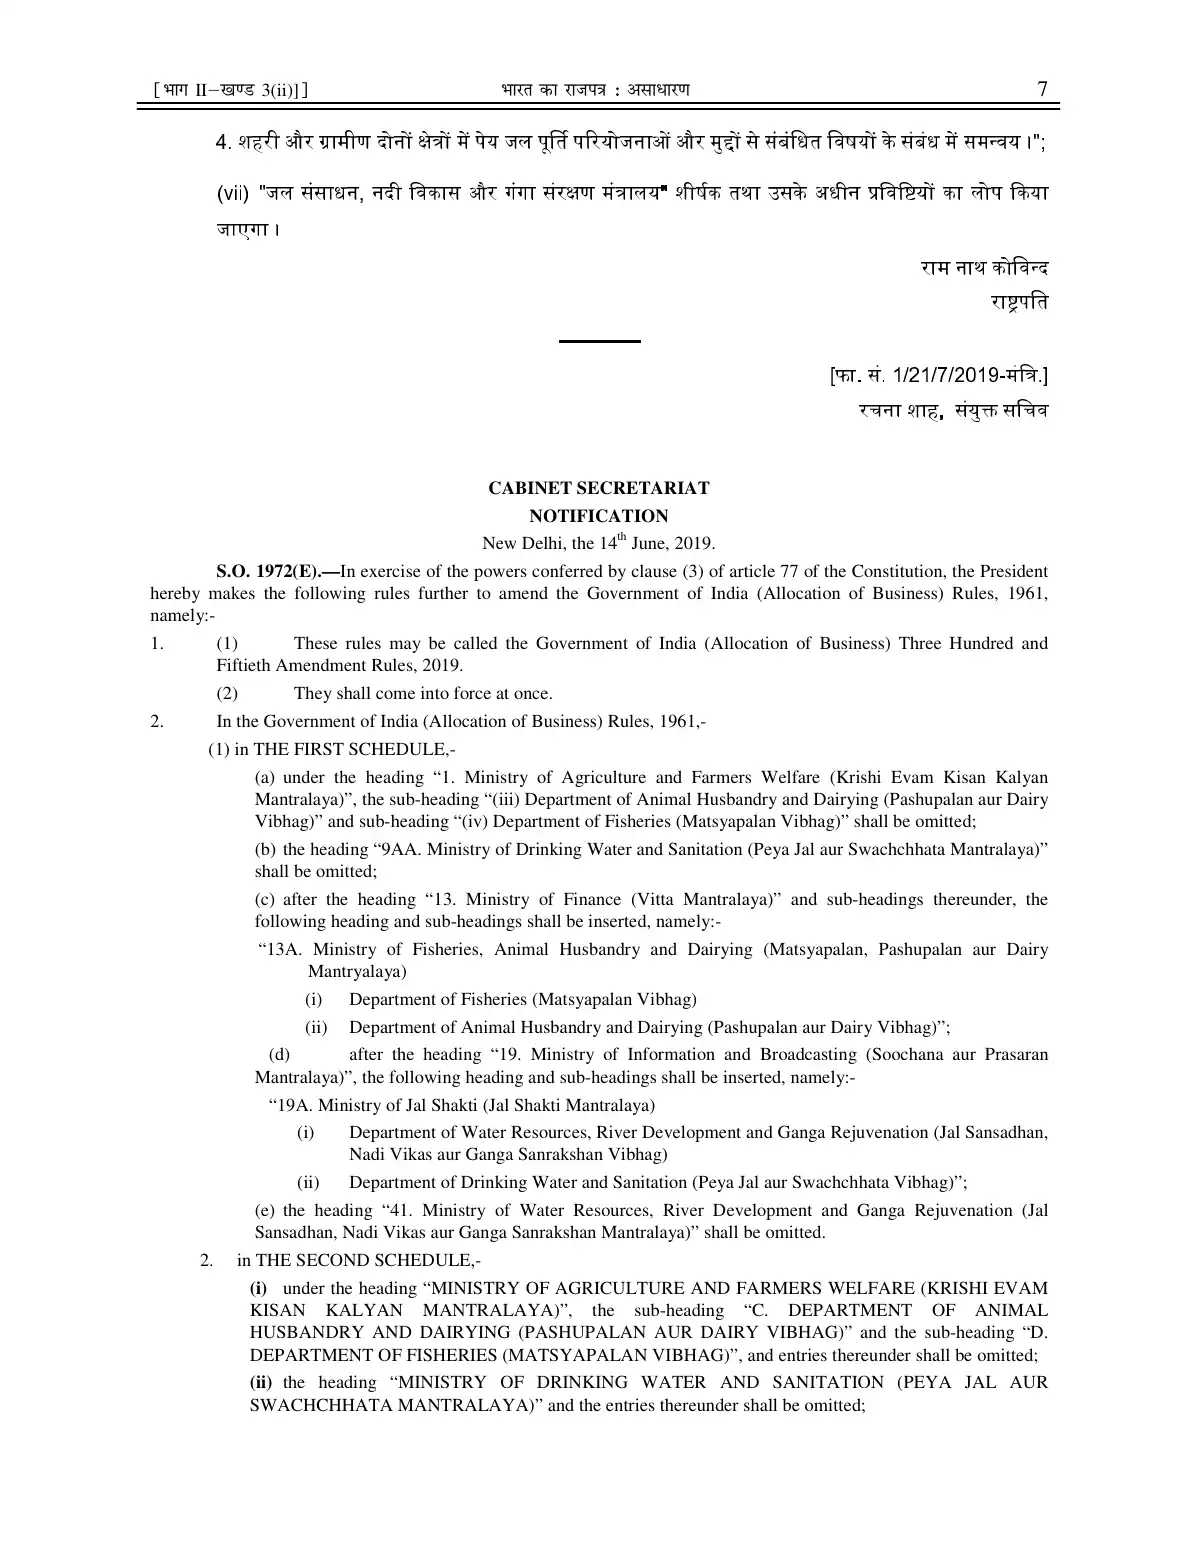 [ भाग II–खण्ड 3(ii)] ] भारत का राजपत्र : असाधारण 7
4. शहरी और ग्रामीण दोनों क्षेत्रों में पेय जल पूर्ति परियोजनाओं और मुद्दों से संबंधित विषयों के संबंध में समन्वय ।";
(vii) "जल संसाधन, नदी विकास और गंगा संरक्षण मंत्रालय" शीर्षक तथा उसके अधीन प्रविष्टियों का लोप किया
जाएगा ।
राम नाथ कोविन्द
राष्ट्रपति
[फा. सं. 1/21/7/2019-मंत्रि.]
रचना शाह, संयुक्त सचिव
CABINET SECRETARIAT
NOTIFICATION
New Delhi, the 14th June, 2019.
S.O. 1972(E).—In exercise of the powers conferred by clause (3) of article 77 of the Constitution, the President
hereby makes the following rules further to amend the Government of India (Allocation of Business) Rules, 1961,
namely:-
1. (1) These rules may be called the Government of India (Allocation of Business) Three Hundred and
Fiftieth Amendment Rules, 2019.
(2) They shall come into force at once.
2. In the Government of India (Allocation of Business) Rules, 1961,-
(1) in THE FIRST SCHEDULE,-
(a) under the heading “1. Ministry of Agriculture and Farmers Welfare (Krishi Evam Kisan Kalyan
Mantralaya)”, the sub-heading “(iii) Department of Animal Husbandry and Dairying (Pashupalan aur Dairy
Vibhag)” and sub-heading “(iv) Department of Fisheries (Matsyapalan Vibhag)” shall be omitted;
(b) the heading “9AA. Ministry of Drinking Water and Sanitation (Peya Jal aur Swachchhata Mantralaya)”
shall be omitted;
(c) after the heading “13. Ministry of Finance (Vitta Mantralaya)” and sub-headings thereunder, the
following heading and sub-headings shall be inserted, namely:-
“13A. Ministry of Fisheries, Animal Husbandry and Dairying (Matsyapalan, Pashupalan aur Dairy
Mantryalaya)
(i) Department of Fisheries (Matsyapalan Vibhag)
(ii) Department of Animal Husbandry and Dairying (Pashupalan aur Dairy Vibhag)”;
(d) after the heading “19. Ministry of Information and Broadcasting (Soochana aur Prasaran
Mantralaya)”, the following heading and sub-headings shall be inserted, namely:-
“19A. Ministry of Jal Shakti (Jal Shakti Mantralaya)
(i) Department of Water Resources, River Development and Ganga Rejuvenation (Jal Sansadhan,
Nadi Vikas aur Ganga Sanrakshan Vibhag)
(ii) Department of Drinking Water and Sanitation (Peya Jal aur Swachchhata Vibhag)”;
(e) the heading “41. Ministry of Water Resources, River Development and Ganga Rejuvenation (Jal
Sansadhan, Nadi Vikas aur Ganga Sanrakshan Mantralaya)” shall be omitted.
2. in THE SECOND SCHEDULE,-
(i) under the heading “MINISTRY OF AGRICULTURE AND FARMERS WELFARE (KRISHI EVAM
KISAN KALYAN MANTRALAYA)”, the sub-heading “C. DEPARTMENT OF ANIMAL
HUSBANDRY AND DAIRYING (PASHUPALAN AUR DAIRY VIBHAG)” and the sub-heading “D.
DEPARTMENT OF FISHERIES (MATSYAPALAN VIBHAG)”, and entries thereunder shall be omitted;
(ii) the heading “MINISTRY OF DRINKING WATER AND SANITATION (PEYA JAL AUR
SWACHCHHATA MANTRALAYA)” and the entries thereunder shall be omitted;